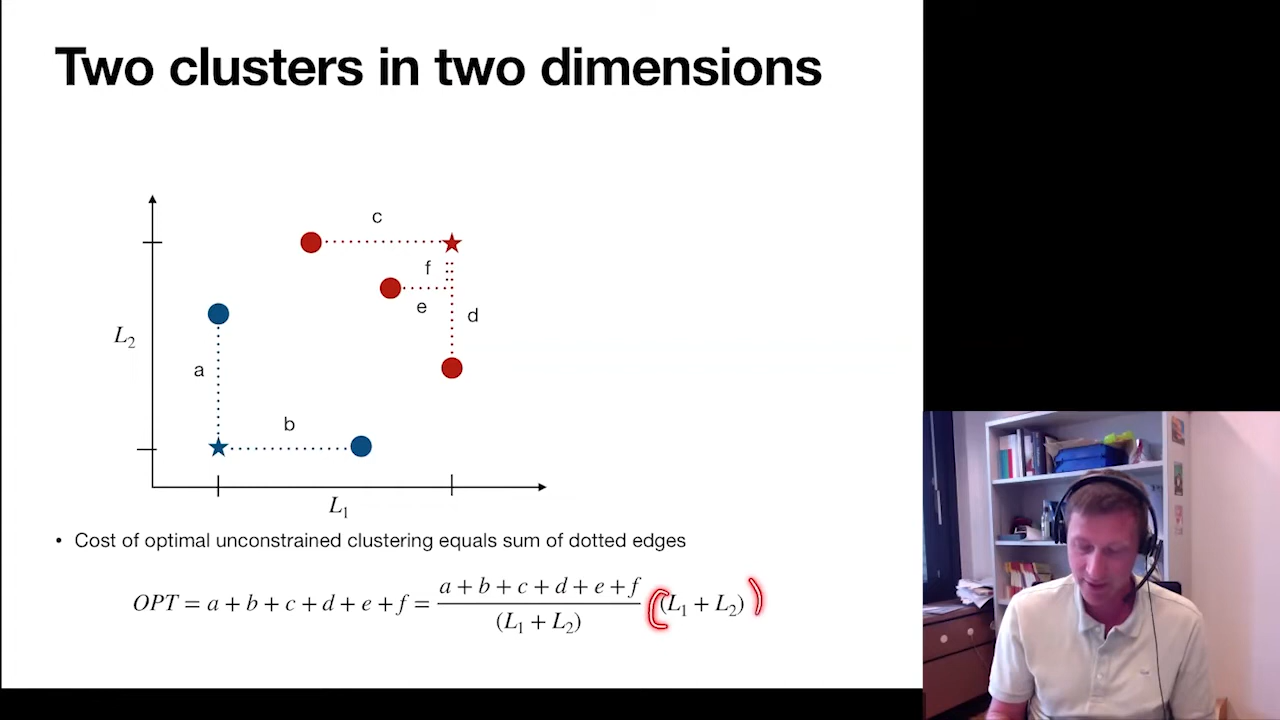 Two clusters in two dimensions
c
f
e
d
L₂
a
b
L₁
• Cost of optimal unconstrained clustering equals sum of dotted edges
OPT = a + b + c + d + e + f = \frac{a + b + c + d + e + f}{(L₁ + L₂)} (L₁ + L₂)